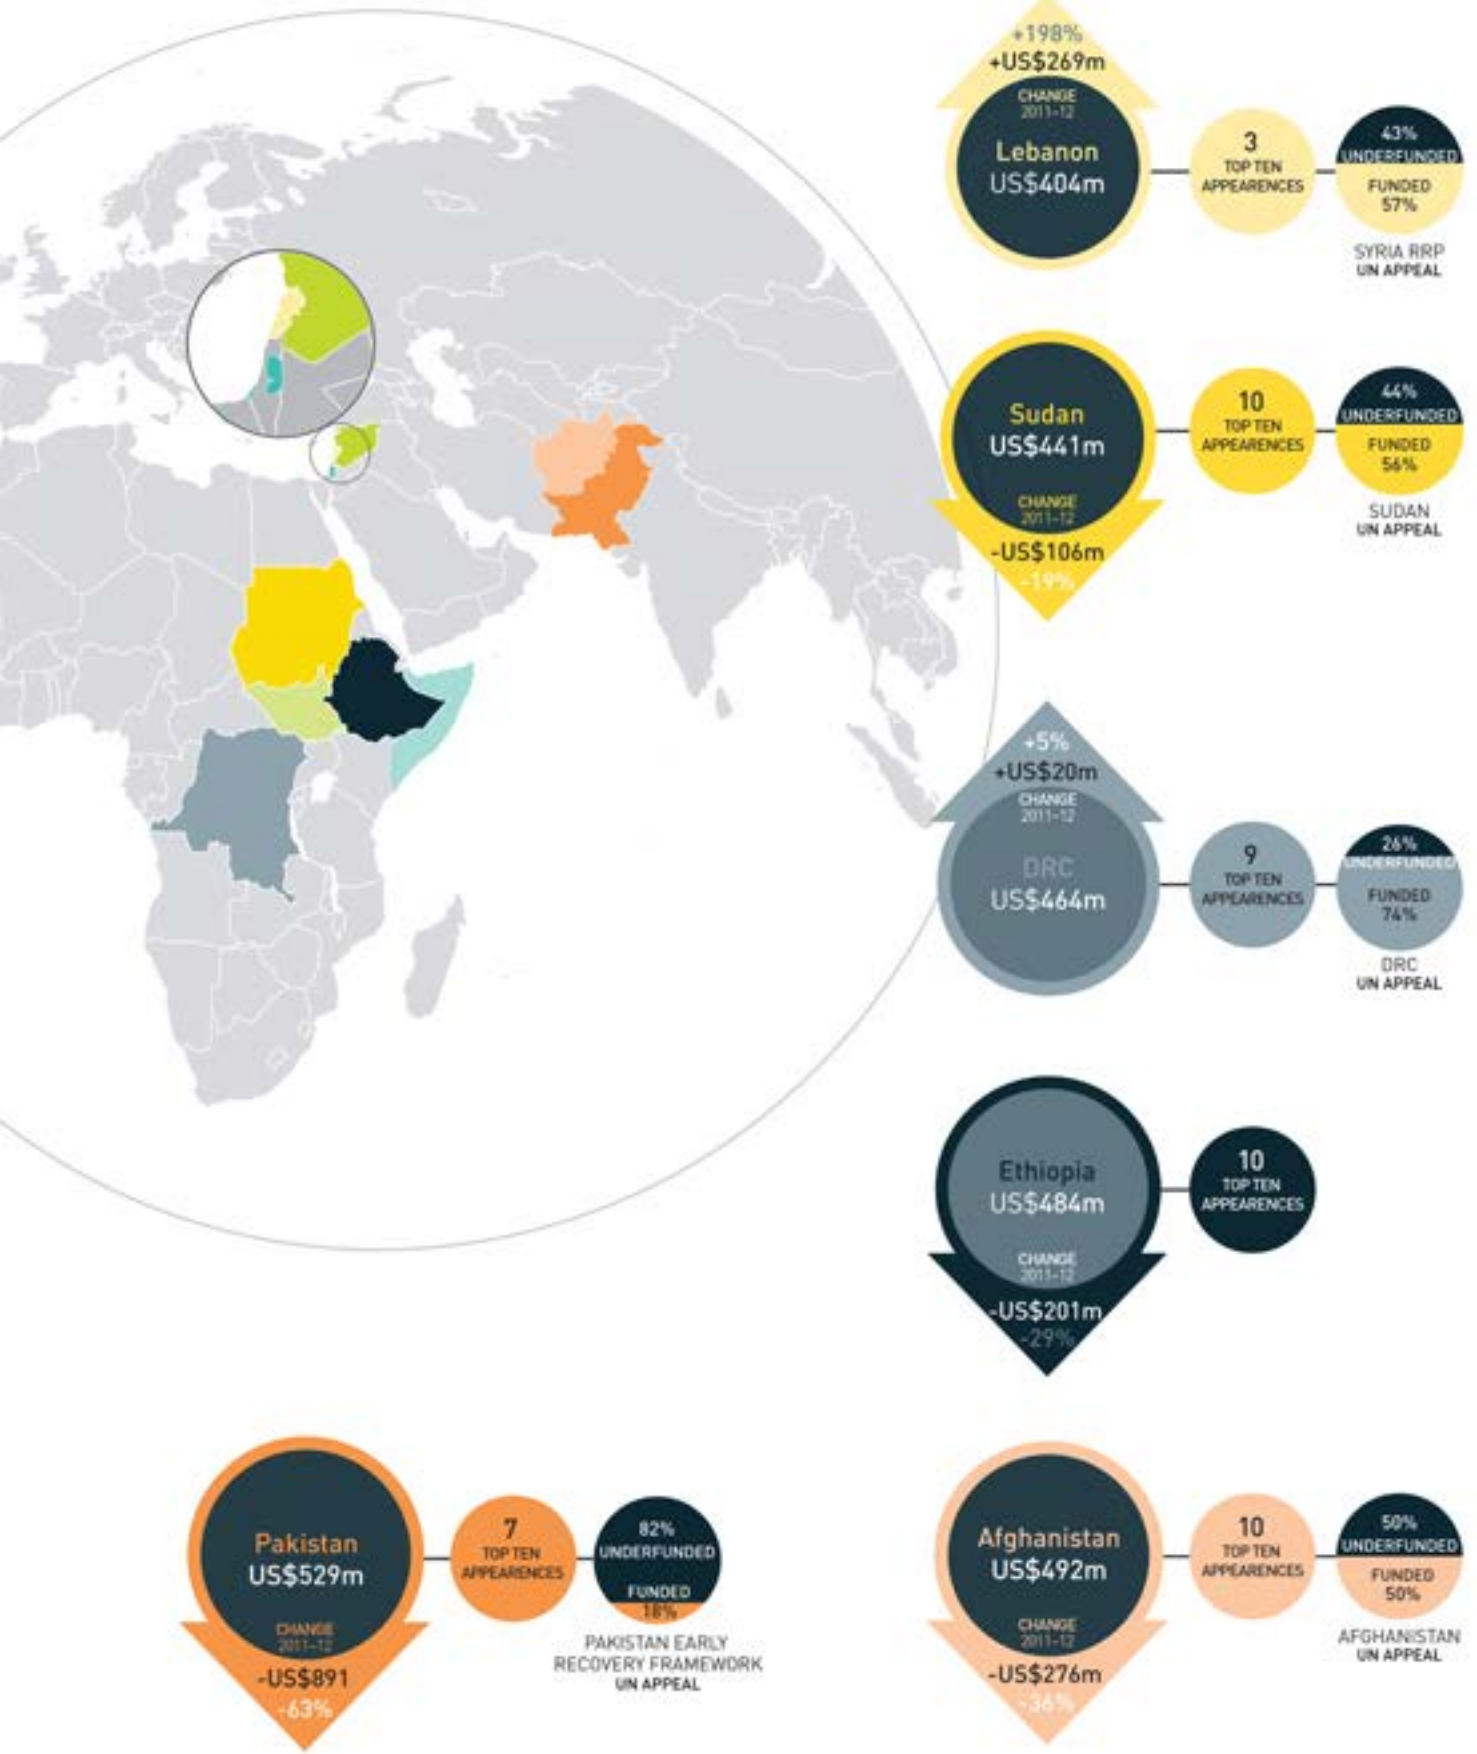 +198%
+US$269m
CHANGE
2011-12
Lebanon
US$404m
3
TOP TEN
APPEARENCES
43%
UNDERFUNDED
FUNDED
57%
SYRIA RRP
UN APPEAL
Sudan
US$441m
CHANGE
2011-12
-US$106m
-19%
10
TOP TEN
APPEARENCES
44%
UNDERFUNDED
FUNDED
56%
SUDAN
UN APPEAL
+5%
+US$20m
CHANGE
2011-12
DRC
US$464m
9
TOP TEN
APPEARENCES
26%
UNDERFUNDED
FUNDED
74%
DRC
UN APPEAL
Ethiopia
US$484m
CHANGE
2011-12
-US$201m
-29%
10
TOP TEN
APPEARENCES
Pakistan
US$529m
CHANGE
2011-12
-US$891
-63%
7
TOP TEN
APPEARENCES
82%
UNDERFUNDED
FUNDED
18%
PAKISTAN EARLY
RECOVERY FRAMEWORK
UN APPEAL
Afghanistan
US$492m
CHANGE
2011-12
-US$276m
-36%
10
TOP TEN
APPEARENCES
50%
UNDERFUNDED
FUNDED
50%
AFGHANISTAN
UN APPEAL